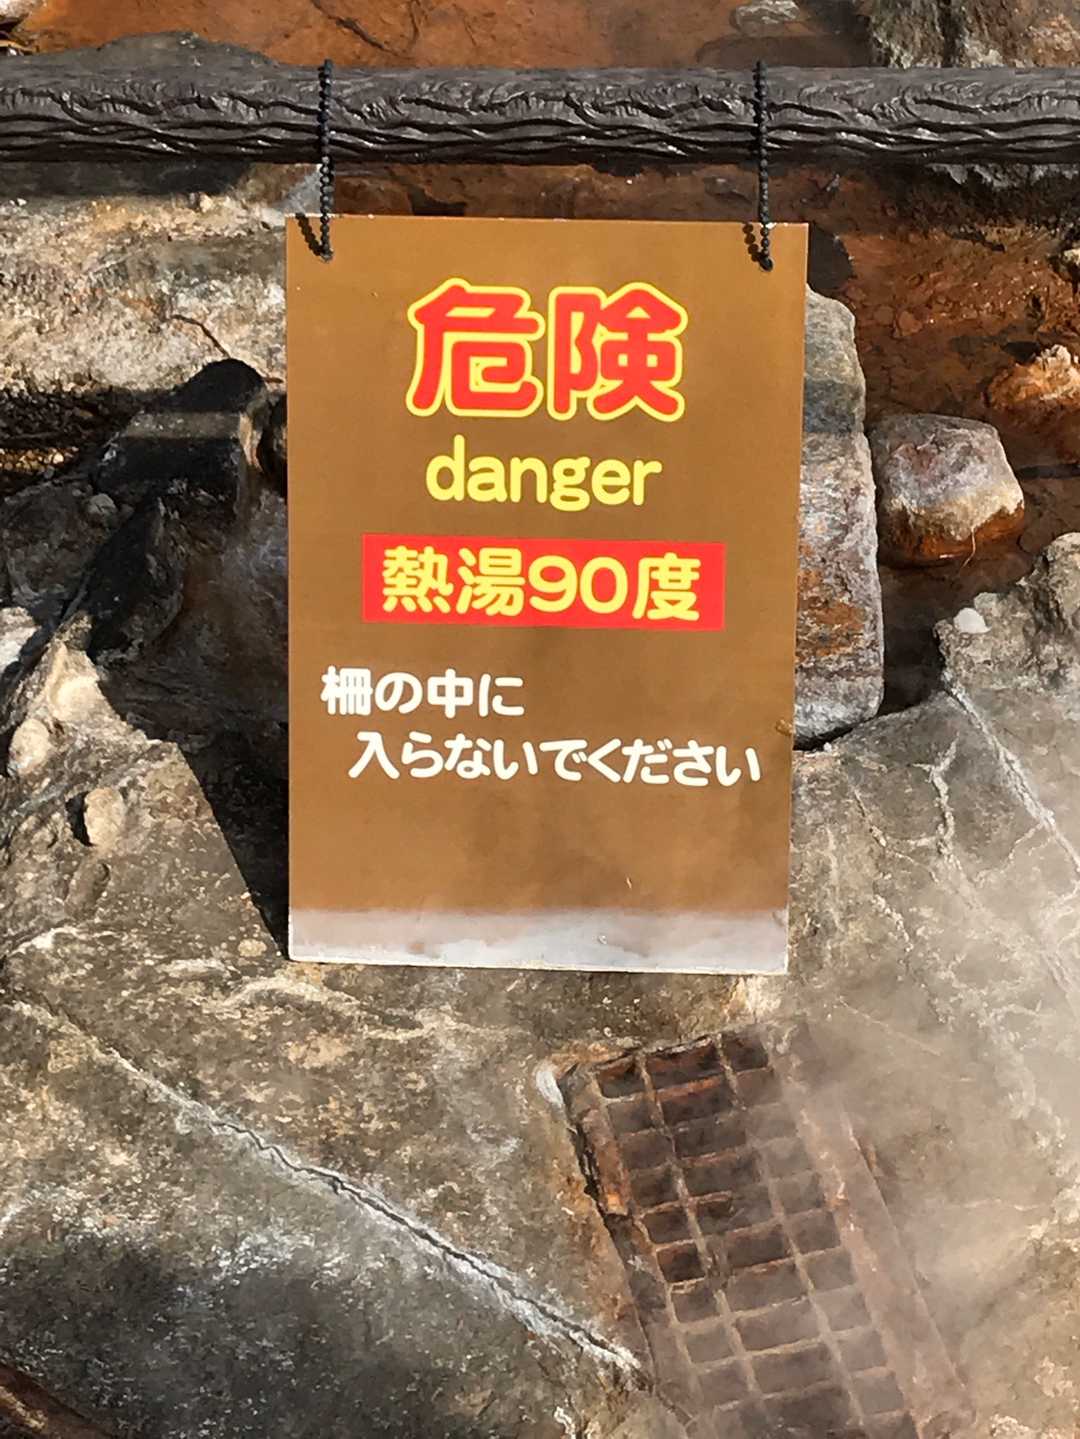 危険
danger
熱湯90度
柵の中に
入らないでください